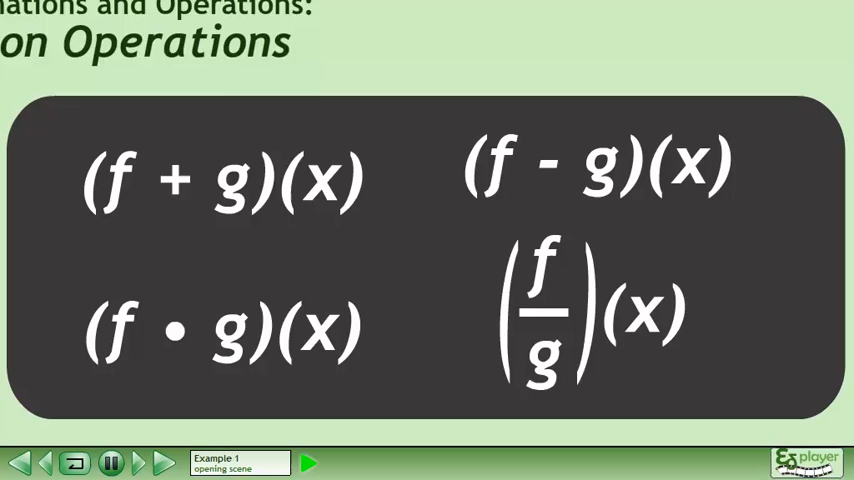 ations and Operations:
on Operations
(f + g)(x)
(f - g)(x)
(f • g)(x)
(f/g)(x)
Example 1
opening scene
player